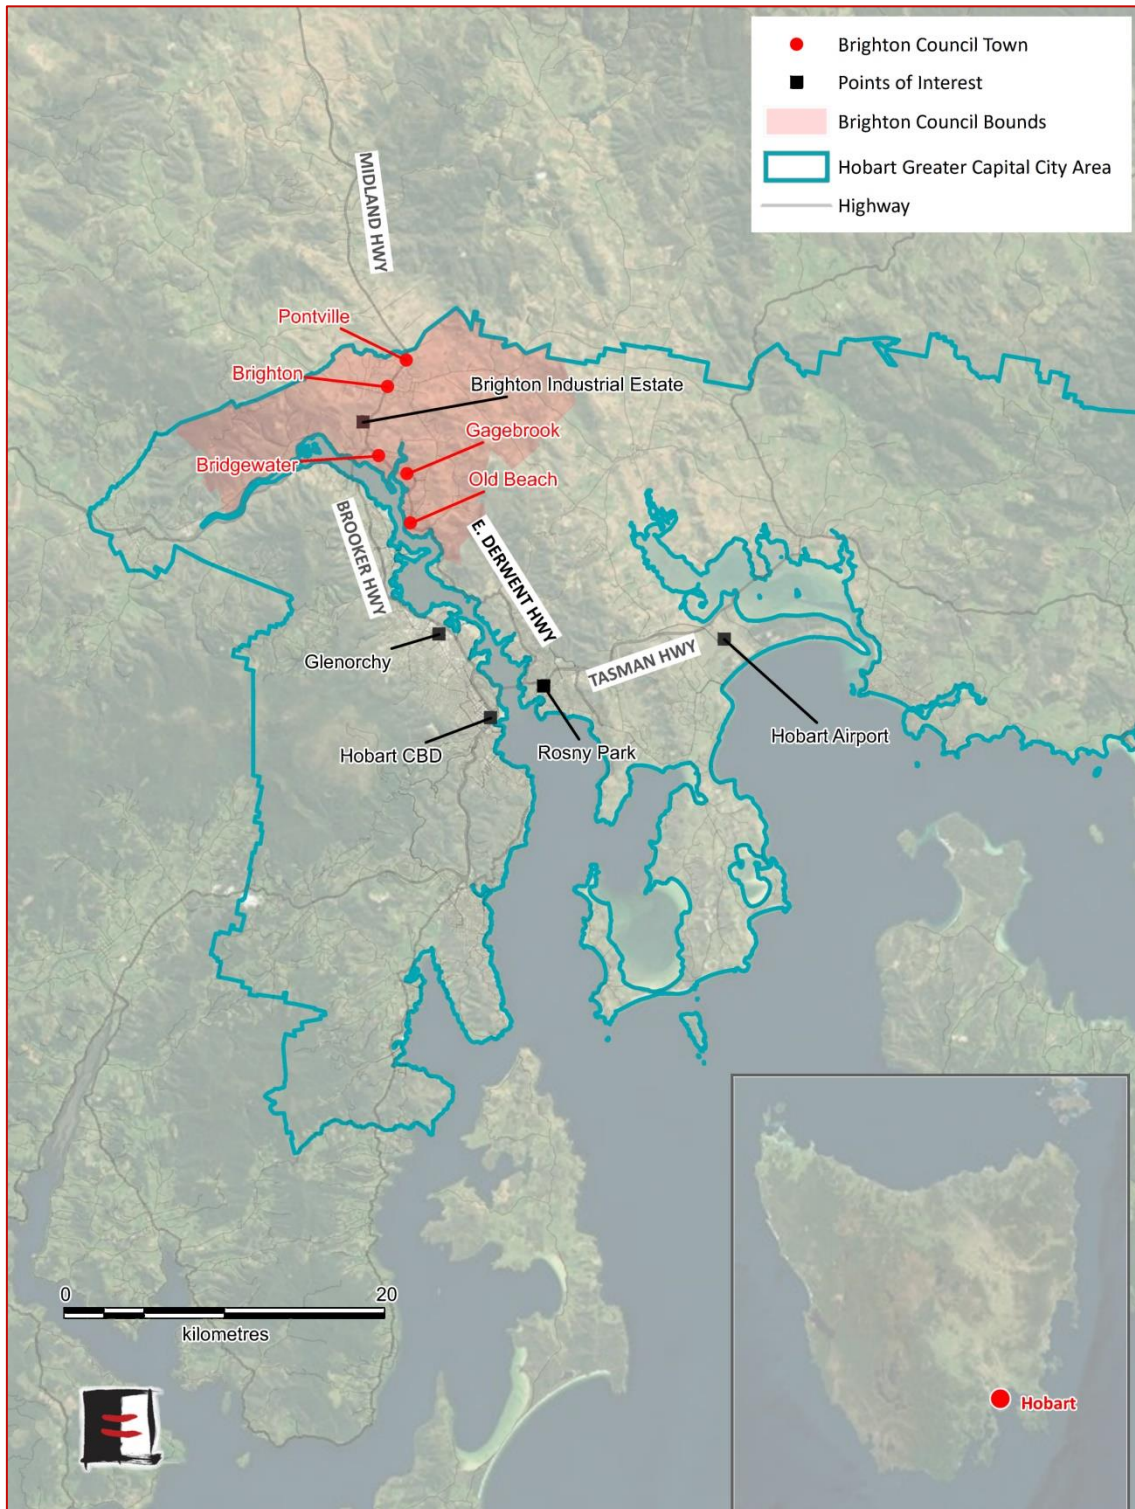 Brighton Council Town
Points of Interest
Brighton Council Bounds
Hobart Greater Capital City Area
Highway
MIDLAND HWY
Pontville
Brighton
Brighton Industrial Estate
Gagebrook
Bridgewater
Old Beach
BROOKER HWY
E. DERWENT HWY
TASMAN HWY
Glenorchy
Hobart CBD
Rosny Park
Hobart Airport
0 20
kilometres
Hobart